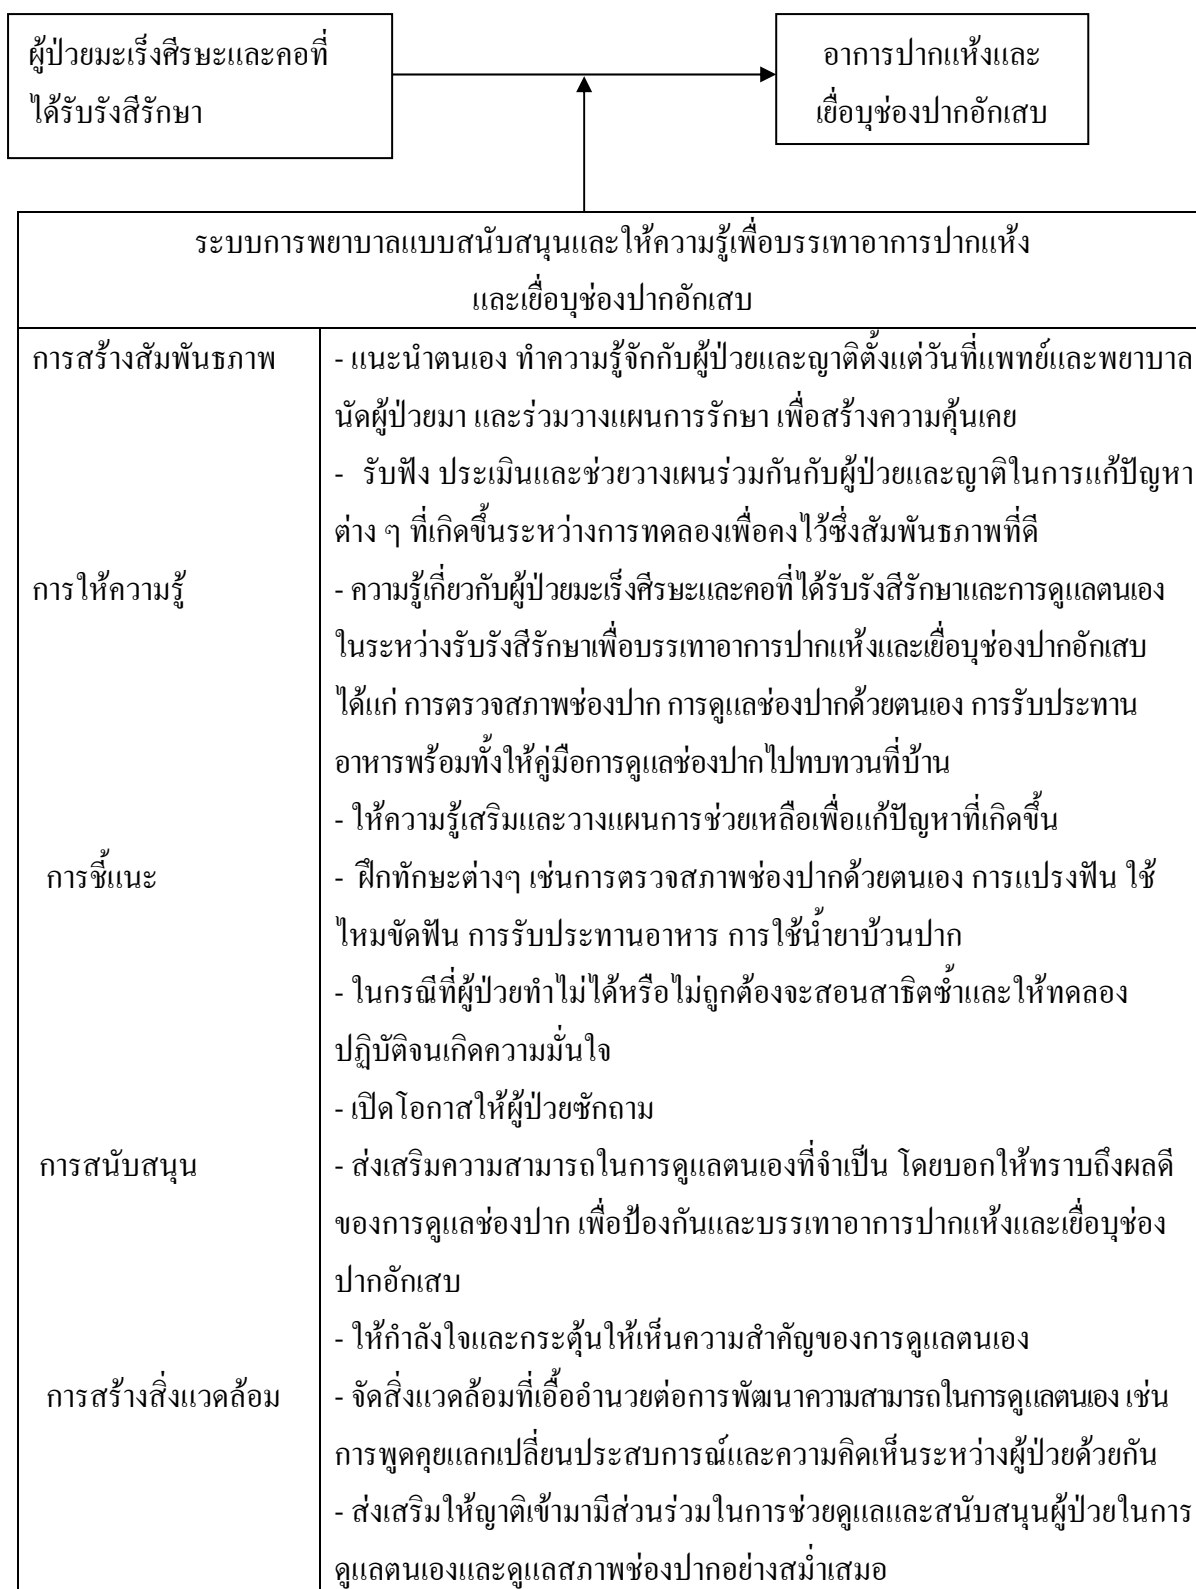 ผู้ป่วยมะเร็งศีรษะและคอที่
ได้รับรังสีรักษา
อาการปากแห้งและ
เยื่อบุช่องปากอักเสบ
ระบบการพยาบาลแบบสนับสนุนและให้ความรู้เพื่อบรรเทาอาการปากแห้ง
และเยื่อบุช่องปากอักเสบ
การสร้างสัมพันธภาพ
- แนะนำตนเอง ทำความรู้จักกับผู้ป่วยและญาติตั้งแต่วันที่แพทย์และพยาบาล
นัดผู้ป่วยมา และร่วมวางแผนการรักษา เพื่อสร้างความคุ้นเคย
- รับฟัง ประเมินและช่วยวางเผนร่วมกันกับผู้ป่วยและญาติในการแก้ปัญหา
ต่าง ๆ ที่เกิดขึ้นระหว่างการทดลองเพื่อคงไว้ซึ่งสัมพันธภาพที่ดี
การให้ความรู้
- ความรู้เกี่ยวกับผู้ป่วยมะเร็งศีรษะและคอที่ได้รับรังสีรักษาและการดูแลตนเอง
ในระหว่างรับรังสีรักษาเพื่อบรรเทาอาการปากแห้งและเยื่อบุช่องปากอักเสบ
ได้แก่ การตรวจสภาพช่องปาก การดูแลช่องปากด้วยตนเอง การรับประทาน
อาหารพร้อมทั้งให้คู่มือการดูแลช่องปากไปทบทวนที่บ้าน
- ให้ความรู้เสริมและวางแผนการช่วยเหลือเพื่อแก้ปัญหาที่เกิดขึ้น
การชี้แนะ
- ฝึกทักษะต่างๆ เช่นการตรวจสภาพช่องปากด้วยตนเอง การแปรงฟัน ใช้
ไหมขัดฟัน การรับประทานอาหาร การใช้น้ำยาบ้วนปาก
- ในกรณีที่ผู้ป่วยทำไม่ได้หรือไม่ถูกต้องจะสอนสาธิตซ้ำและให้ทดลอง
ปฏิบัติจนเกิดความมั่นใจ
- เปิดโอกาสให้ผู้ป่วยซักถาม
การสนับสนุน
- ส่งเสริมความสามารถในการดูแลตนเองที่จำเป็น โดยบอกให้ทราบถึงผลดี
ของการดูแลช่องปาก เพื่อป้องกันและบรรเทาอาการปากแห้งและเยื่อบุช่อง
ปากอักเสบ
- ให้กำลังใจและกระตุ้นให้เห็นความสำคัญของการดูแลตนเอง
การสร้างสิ่งแวดล้อม
- จัดสิ่งแวดล้อมที่เอื้ออำนวยต่อการพัฒนาความสามารถในการดูแลตนเอง เช่น
การพูดคุยแลกเปลี่ยนประสบการณ์และความคิดเห็นระหว่างผู้ป่วยด้วยกัน
- ส่งเสริมให้ญาติเข้ามามีส่วนร่วมในการช่วยดูแลและสนับสนุนผู้ป่วยในการ
ดูแลตนเองและดูแลสภาพช่องปากอย่างสม่ำเสมอ